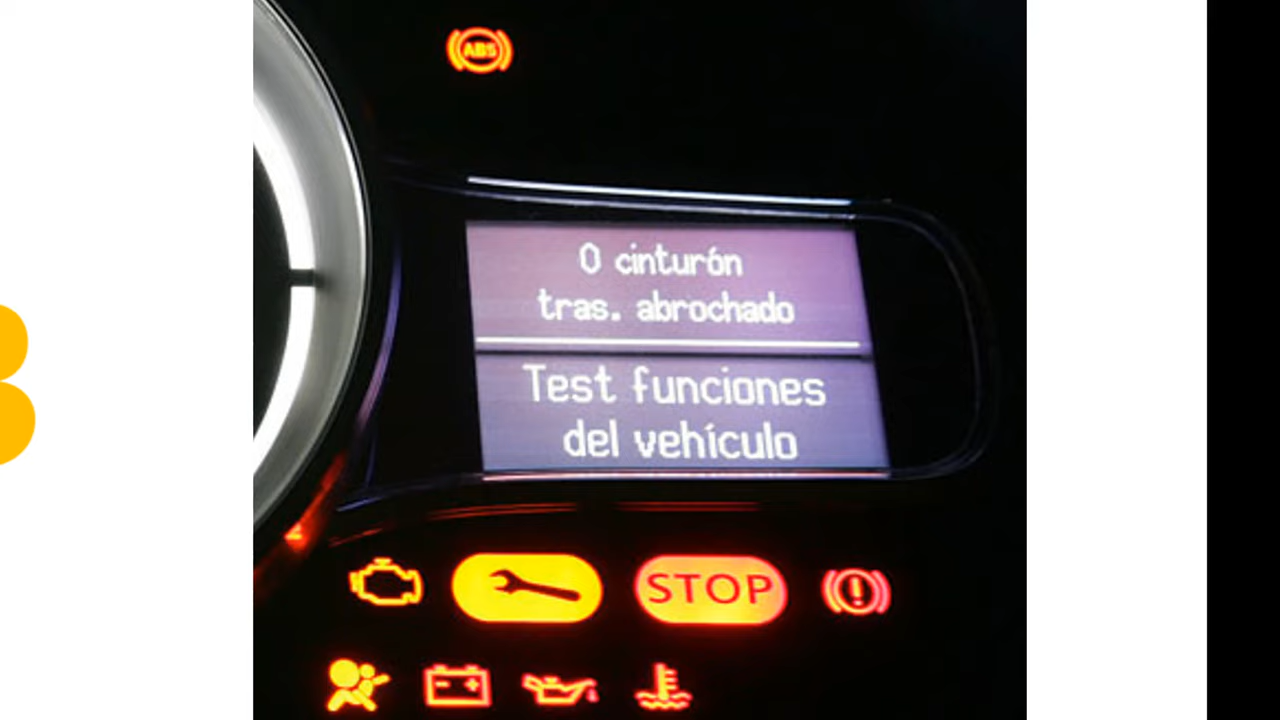 ABS
0 cinturón
tras. abrochado
Test funciones
del vehículo
STOP